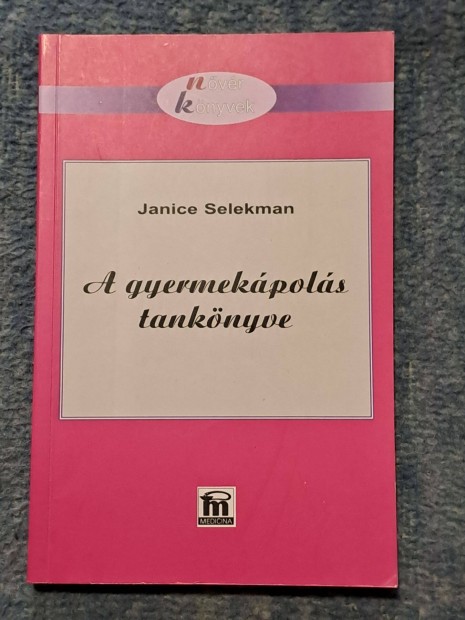 nővér
könyvek
Janice Selekman
A gyermekápolás
tankönyve
m
MEDICINA